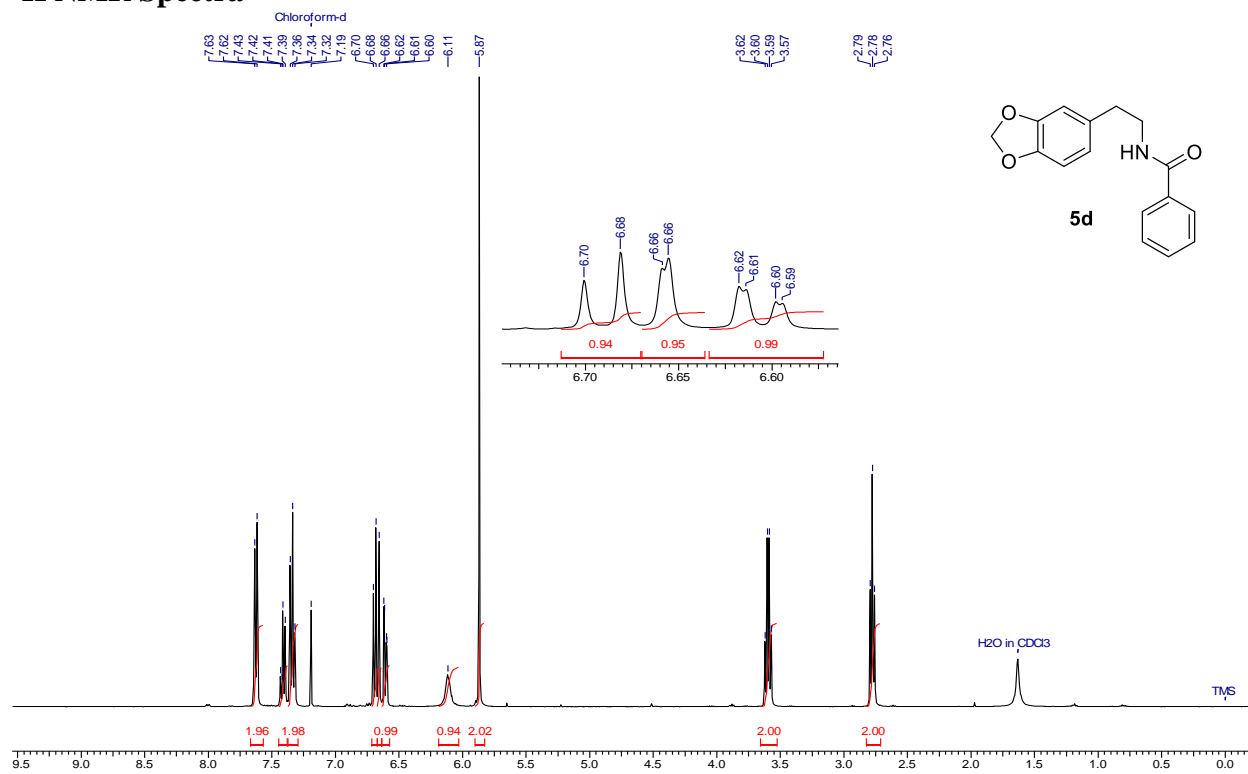 Chloroform-d
7.63 7.62 7.43 7.42 7.41 7.39 7.36 7.34 7.32 7.19 6.70 6.68 6.66 6.62 6.61 6.60 6.11 5.87 3.62 3.60 3.59 3.57 2.79 2.78 2.76
O
O
HN
O
5d
6.70 6.68 6.66 6.66 6.62 6.61 6.60 6.59
0.94 0.95 0.99
6.70 6.65 6.60
H2O in CDCl3
TMS
1.96 1.98 0.99 0.94 2.02 2.00 2.00
9.5 9.0 8.5 8.0 7.5 7.0 6.5 6.0 5.5 5.0 4.5 4.0 3.5 3.0 2.5 2.0 1.5 1.0 0.5 0.0